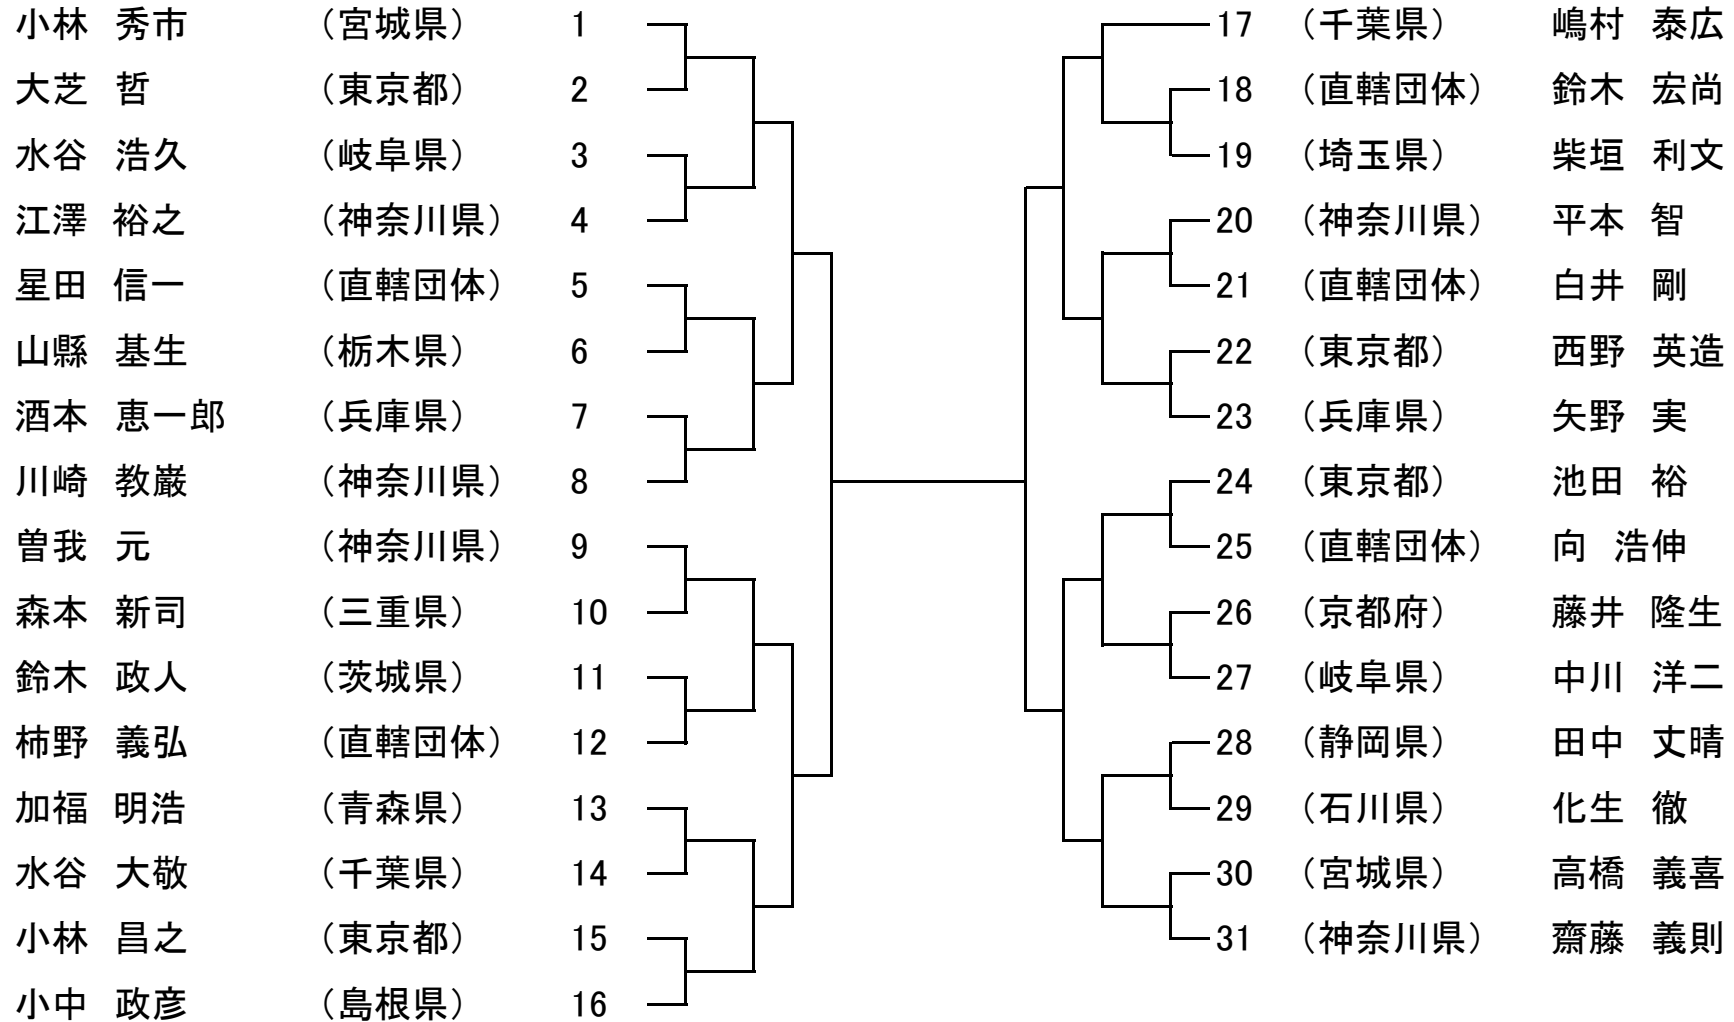 小林 秀市 （宮城県） 1
大芝 哲 （東京都） 2
水谷 浩久 （岐阜県） 3
江澤 裕之 （神奈川県） 4
星田 信一 （直轄団体） 5
山縣 基生 （栃木県） 6
酒本 恵一郎 （兵庫県） 7
川崎 教巌 （神奈川県） 8
曽我 元 （神奈川県） 9
森本 新司 （三重県） 10
鈴木 政人 （茨城県） 11
柿野 義弘 （直轄団体） 12
加福 明浩 （青森県） 13
水谷 大敬 （千葉県） 14
小林 昌之 （東京都） 15
小中 政彦 （島根県） 16
17 （千葉県） 嶋村 泰広
18 （直轄団体） 鈴木 宏尚
19 （埼玉県） 柴垣 利文
20 （神奈川県） 平本 智
21 （直轄団体） 白井 剛
22 （東京都） 西野 英造
23 （兵庫県） 矢野 実
24 （東京都） 池田 裕
25 （直轄団体） 向 浩伸
26 （京都府） 藤井 隆生
27 （岐阜県） 中川 洋二
28 （静岡県） 田中 丈晴
29 （石川県） 化生 徹
30 （宮城県） 高橋 義喜
31 （神奈川県） 齋藤 義則